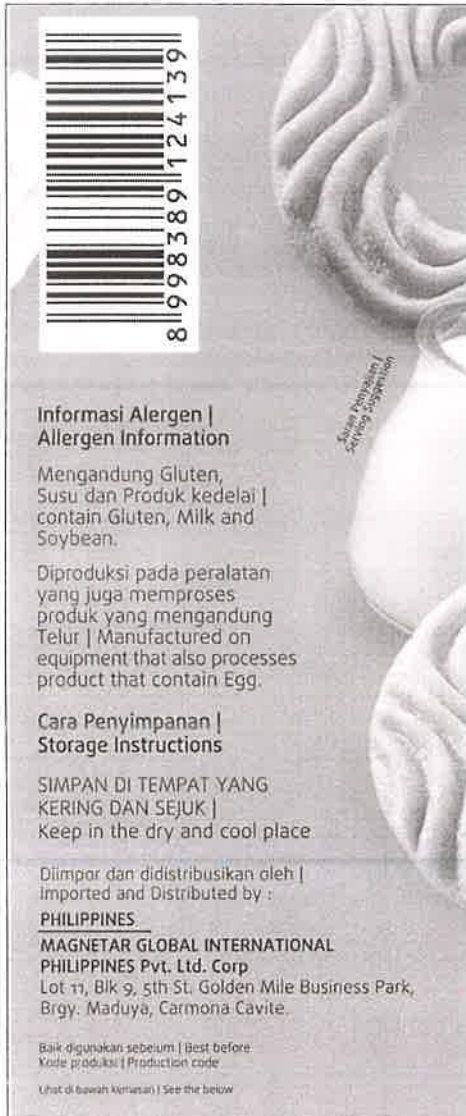 8998389124139
Saran Penyajian |
Serving Suggestion
Informasi Alergen |
Allergen Information
Mengandung Gluten,
Susu dan Produk kedelai |
contain Gluten, Milk and
Soybean.
Diproduksi pada peralatan
yang juga memproses
produk yang mengandung
Telur | Manufactured on
equipment that also processes
product that contain Egg.
Cara Penyimpanan |
Storage Instructions
SIMPAN DI TEMPAT YANG
KERING DAN SEJUK |
Keep in the dry and cool place
Diimpor dan didistribusikan oleh |
Imported and Distributed by :
PHILIPPINES
MAGNETAR GLOBAL INTERNATIONAL
PHILIPPINES Pvt. Ltd. Corp
Lot 11, Blk 9, 5th St. Golden Mile Business Park,
Brgy. Maduya, Carmona Cavite.
Baik digunakan sebelum | Best before
Kode produksi | Production code
Lihat di bawah kemasan | See the below